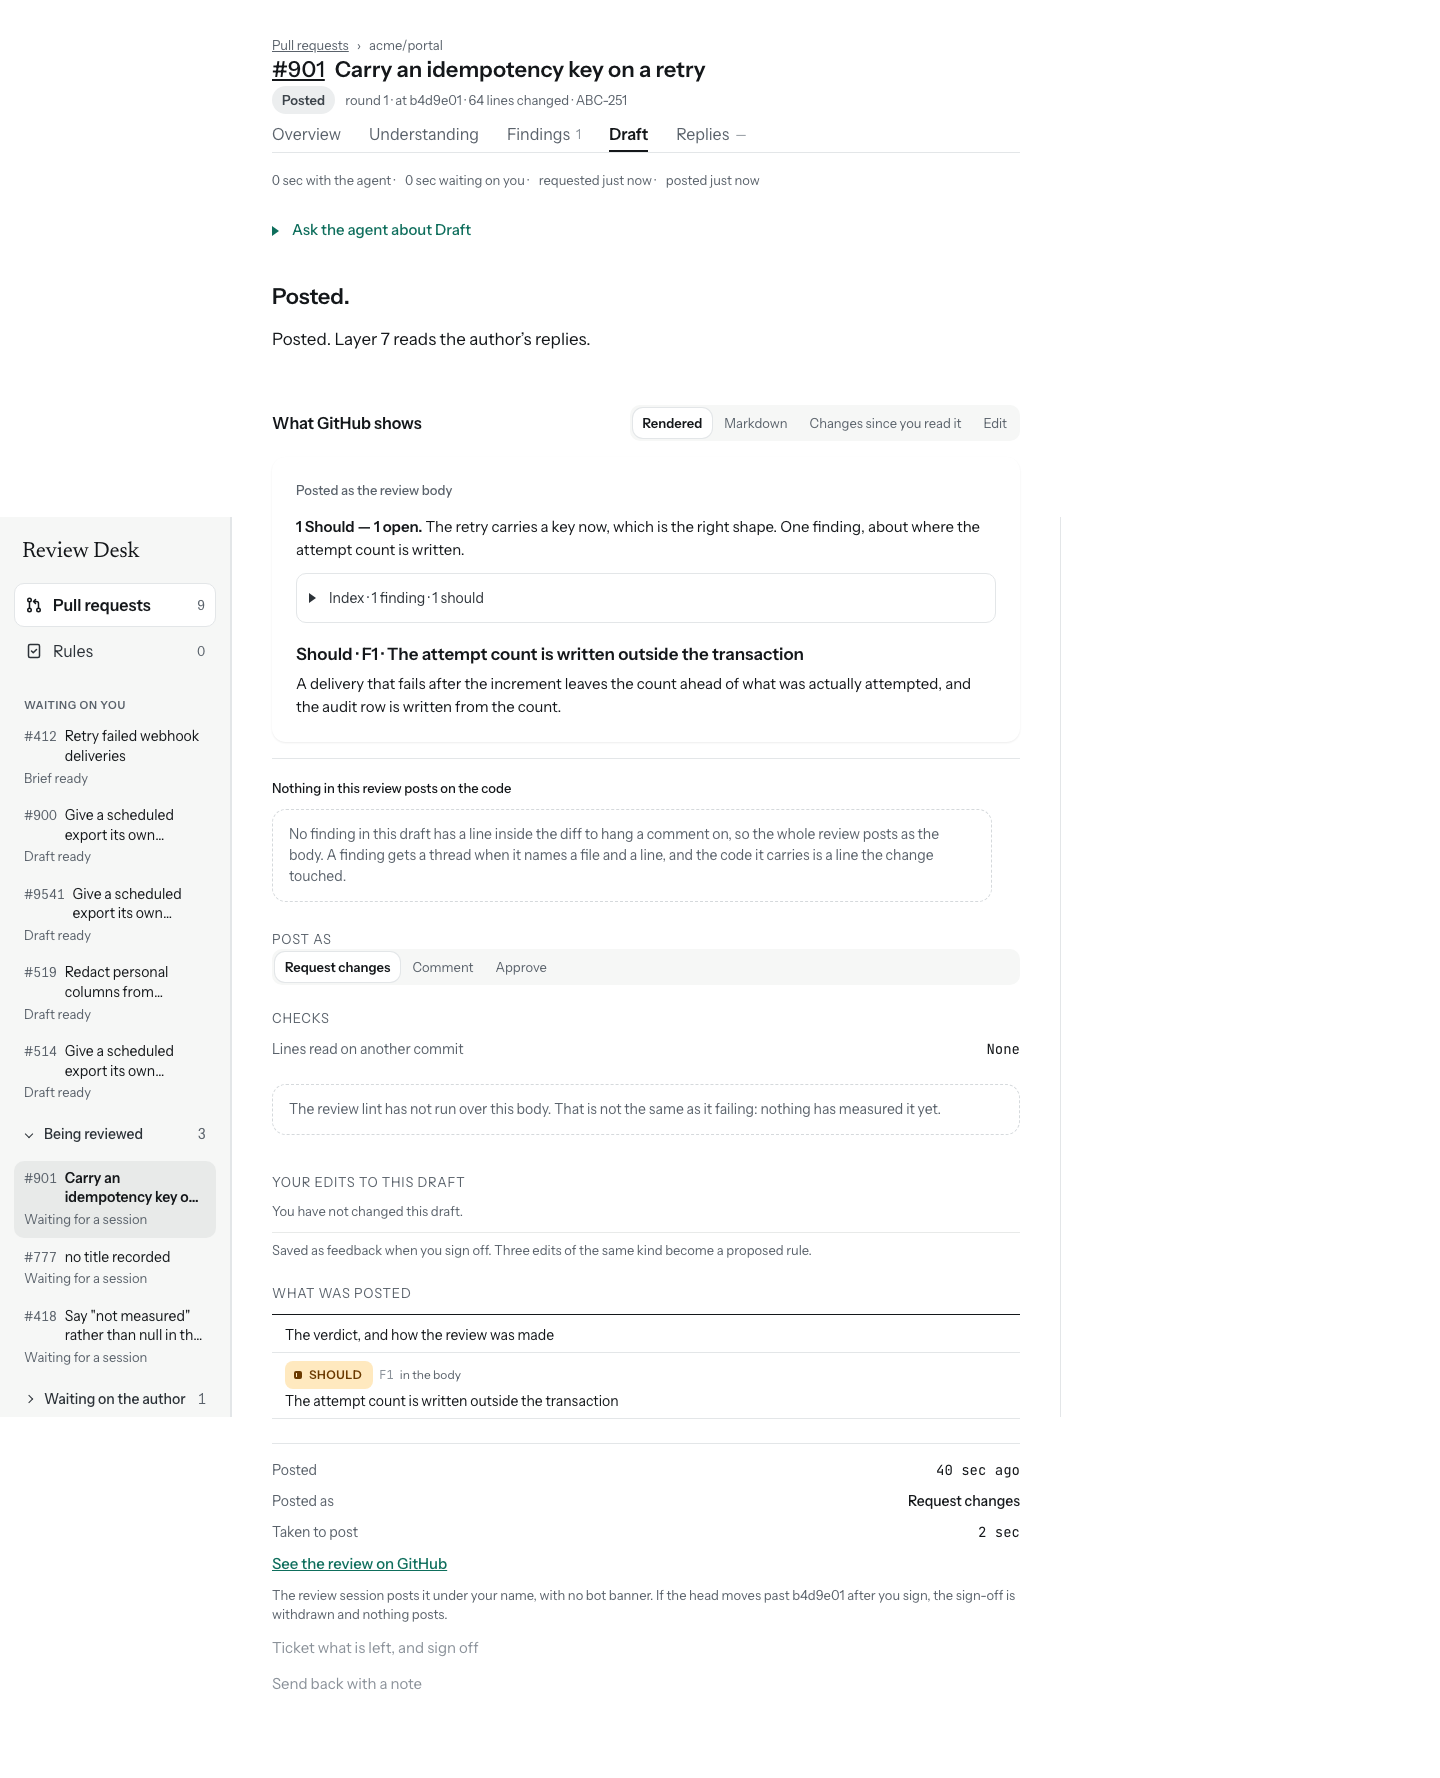 Pull requests › acme/portal
#901 Carry an idempotency key on a retry
Posted round 1 · at b4d9e01 · 64 lines changed · ABC-251
Overview Understanding Findings 1 Draft Replies —
0 sec with the agent · 0 sec waiting on you · requested just now · posted just now
Ask the agent about Draft
Posted.
Posted. Layer 7 reads the author’s replies.
What GitHub shows
Rendered Markdown Changes since you read it Edit
Posted as the review body
1 Should — 1 open. The retry carries a key now, which is the right shape. One finding, about where the
attempt count is written.
Index · 1 finding · 1 should
Should · F1 · The attempt count is written outside the transaction
A delivery that fails after the increment leaves the count ahead of what was actually attempted, and
the audit row is written from the count.
Nothing in this review posts on the code
No finding in this draft has a line inside the diff to hang a comment on, so the whole review posts as the
body. A finding gets a thread when it names a file and a line, and the code it carries is a line the change
touched.
POST AS
Request changes Comment Approve
CHECKS
Lines read on another commit None
The review lint has not run over this body. That is not the same as it failing: nothing has measured it yet.
YOUR EDITS TO THIS DRAFT
You have not changed this draft.
Saved as feedback when you sign off. Three edits of the same kind become a proposed rule.
WHAT WAS POSTED
The verdict, and how the review was made
SHOULD F1 in the body
The attempt count is written outside the transaction
Posted 40 sec ago
Posted as Request changes
Taken to post 2 sec
See the review on GitHub
The review session posts it under your name, with no bot banner. If the head moves past b4d9e01 after you sign, the sign-off is
withdrawn and nothing posts.
Ticket what is left, and sign off
Send back with a note
Review Desk
Pull requests 9
Rules 0
WAITING ON YOU
#412 Retry failed webhook
deliveries
Brief ready
#900 Give a scheduled
export its own...
Draft ready
#9541 Give a scheduled
export its own...
Draft ready
#519 Redact personal
columns from...
Draft ready
#514 Give a scheduled
export its own...
Draft ready
Being reviewed 3
#901 Carry an
idempotency key o...
Waiting for a session
#777 no title recorded
Waiting for a session
#418 Say "not measured"
rather than null in th...
Waiting for a session
Waiting on the author 1